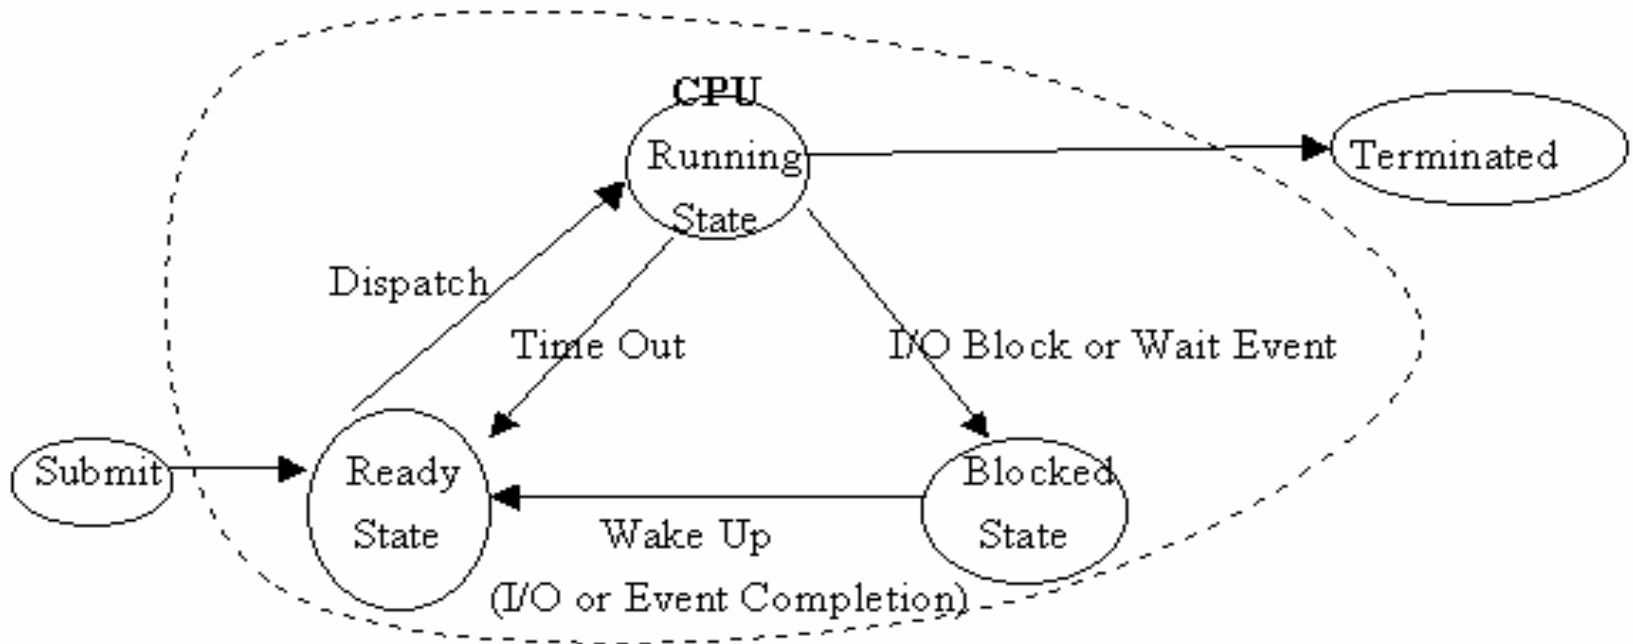 CPU
Running
State
Terminated
Dispatch
Time Out
I/O Block or Wait Event
Submit
Ready
State
Blocked
State
Wake Up
(I/O or Event Completion)